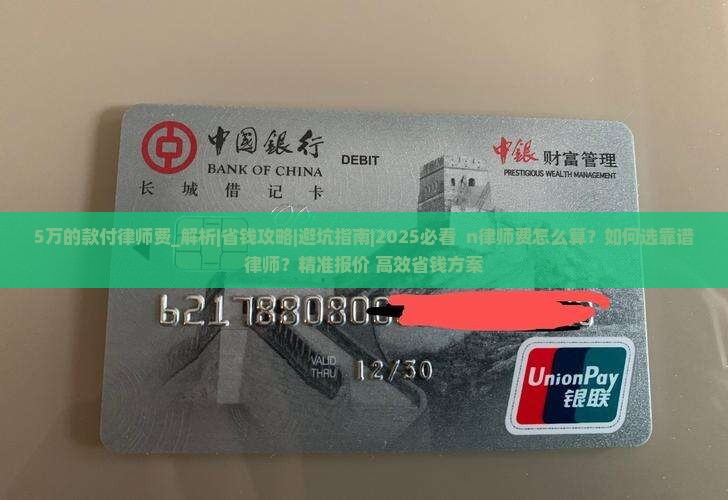 中国銀行
BANK OF CHINA
DEBIT
中銀 财富管理
PRESTIGIOUS WEALTH MANAGEMENT
长城借记卡
5万的款付律师费_解析|省钱攻略|避坑指南|2025必看 n律师费怎么算？如何选靠谱
律师？精准报价 高效省钱方案
621788080
VALID
THRU
12/30
UnionPay
银联